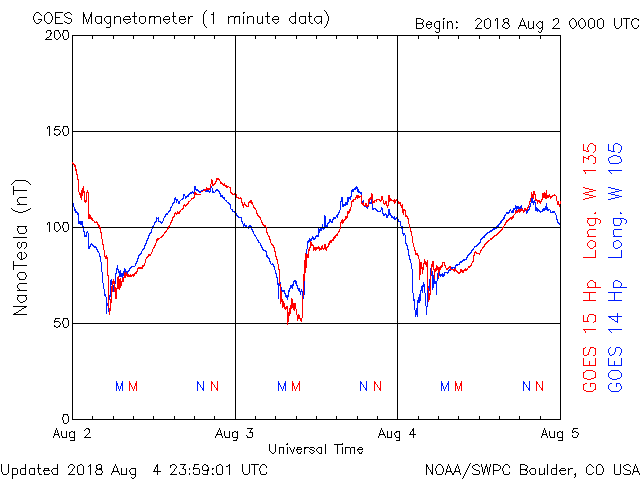 GOES Magnetometer (1 minute data)
Begin: 2018 Aug 2 0000 UTC
200
150
100
50
0
NanoTesla (nT)
M M N N M M N N M M N N
Aug 2 Aug 3 Aug 4 Aug 5
Universal Time
GOES 15 Hp Long. W 135
GOES 14 Hp Long. W 105
Updated 2018 Aug 4 23:59:01 UTC
NOAA/SWPC Boulder, CO USA